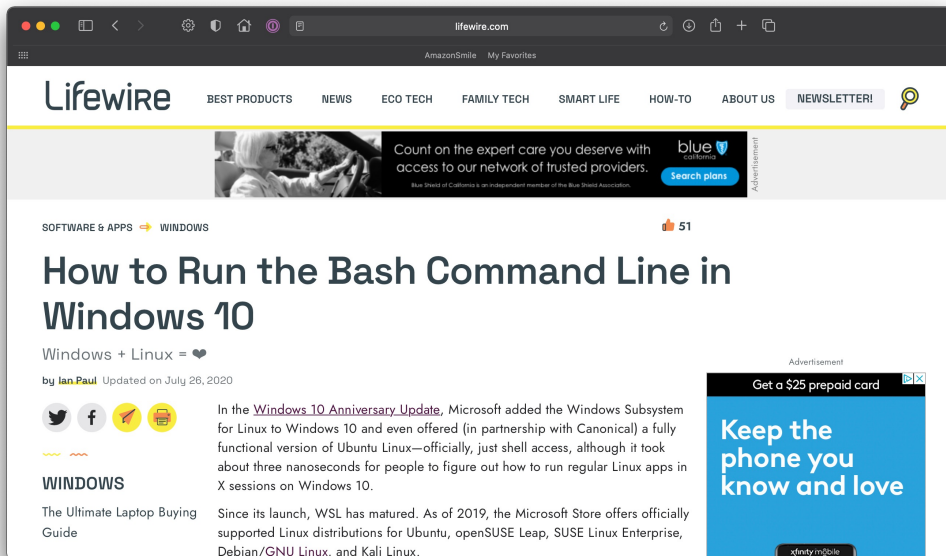 lifewire.com
AmazonSmile My Favorites
Lifewire
BEST PRODUCTS NEWS ECO TECH FAMILY TECH SMART LIFE HOW-TO ABOUT US NEWSLETTER!
Count on the expert care you deserve with
access to our network of trusted providers.
Blue Shield of California is an independent member of the Blue Shield Association.
blue
california
Search plans
Advertisement
SOFTWARE & APPS WINDOWS
51
How to Run the Bash Command Line in
Windows 10
Windows + Linux = ❤
by Ian Paul Updated on July 26, 2020
In the Windows 10 Anniversary Update, Microsoft added the Windows Subsystem
for Linux to Windows 10 and even offered (in partnership with Canonical) a fully
functional version of Ubuntu Linux—officially, just shell access, although it took
about three nanoseconds for people to figure out how to run regular Linux apps in
X sessions on Windows 10.
Since its launch, WSL has matured. As of 2019, the Microsoft Store offers officially
supported Linux distributions for Ubuntu, openSUSE Leap, SUSE Linux Enterprise,
Debian/GNU Linux, and Kali Linux.
WINDOWS
The Ultimate Laptop Buying
Guide
Advertisement
Get a $25 prepaid card
Keep the
phone you
know and love
xfinity mobile